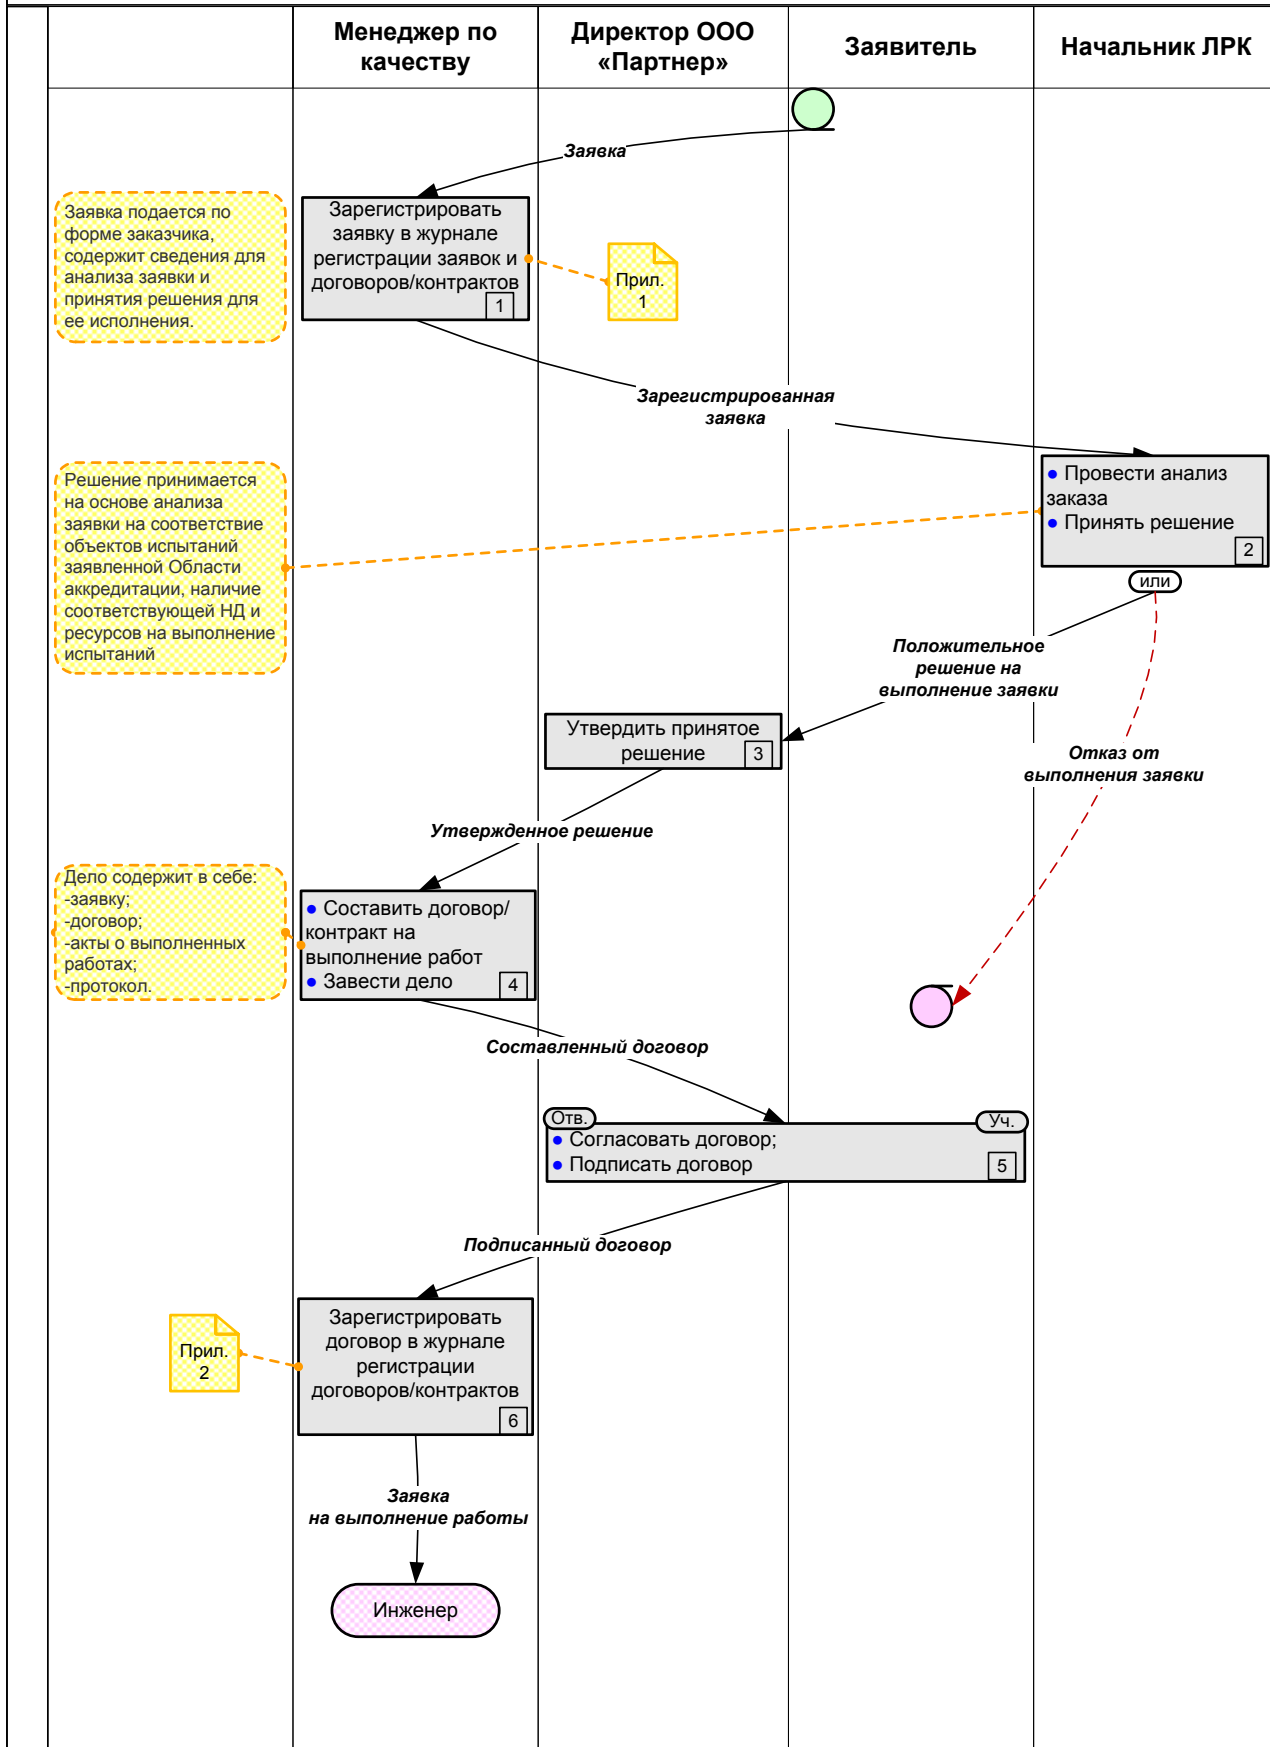 Менеджер по
качеству
Директор ООО
«Партнер»
Заявитель
Начальник ЛРК
Заявка
Заявка подается по
форме заказчика,
содержит сведения для
анализа заявки и
принятия решения для
ее исполнения.
Зарегистрировать
заявку в журнале
регистрации заявок и
договоров/контрактов
1
Прил.
1
Зарегистрированная
заявка
Решение принимается
на основе анализа
заявки на соответствие
объектов испытаний
заявленной Области
аккредитации, наличие
соответствующей НД и
ресурсов на выполнение
испытаний
● Провести анализ
заказа
● Принять решение
2
или
Положительное
решение на
выполнение заявки
Утвердить принятое
решение
3
Отказ от
выполнения заявки
Утвержденное решение
Дело содержит в себе:
-заявку;
-договор;
-акты о выполненных
работах;
-протокол.
● Составить договор/
контракт на
выполнение работ
● Завести дело
4
Составленный договор
Отв.
Уч.
● Согласовать договор;
● Подписать договор
5
Подписанный договор
Прил.
2
Зарегистрировать
договор в журнале
регистрации
договоров/контрактов
6
Заявка
на выполнение работы
Инженер